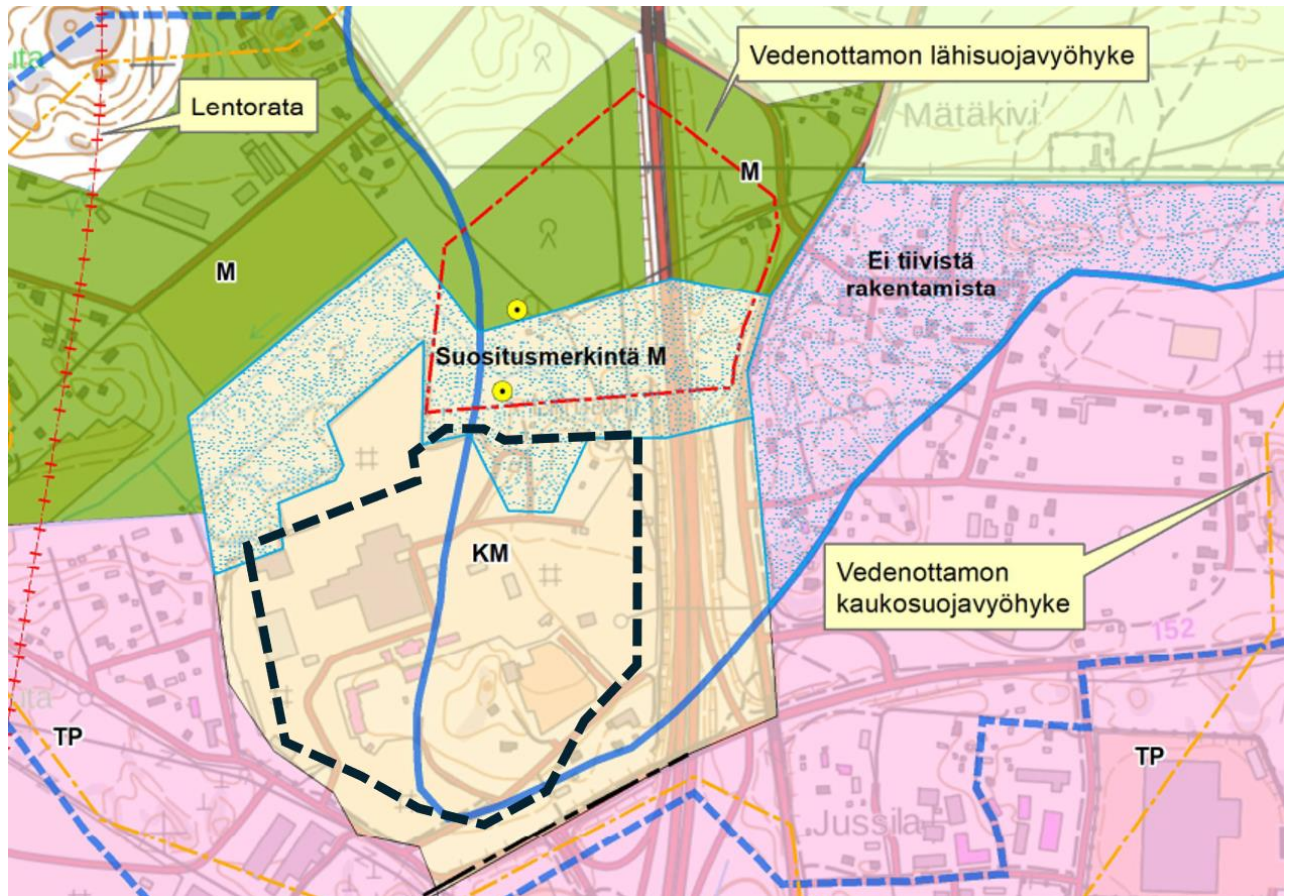 Vedenottamon lähisuojavyöhyke
Lentorata
Mätäkivi
M
M
Ei tiivistä
rakentamista
Suositusmerkintä M
KM
Vedenottamon
kaukosuojavyöhyke
152
TP
TP
Jussila